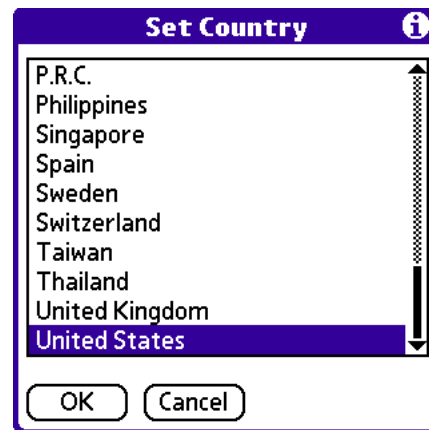 Set Country
i
P.R.C.
Philippines
Singapore
Spain
Sweden
Switzerland
Taiwan
Thailand
United Kingdom
United States
OK
Cancel